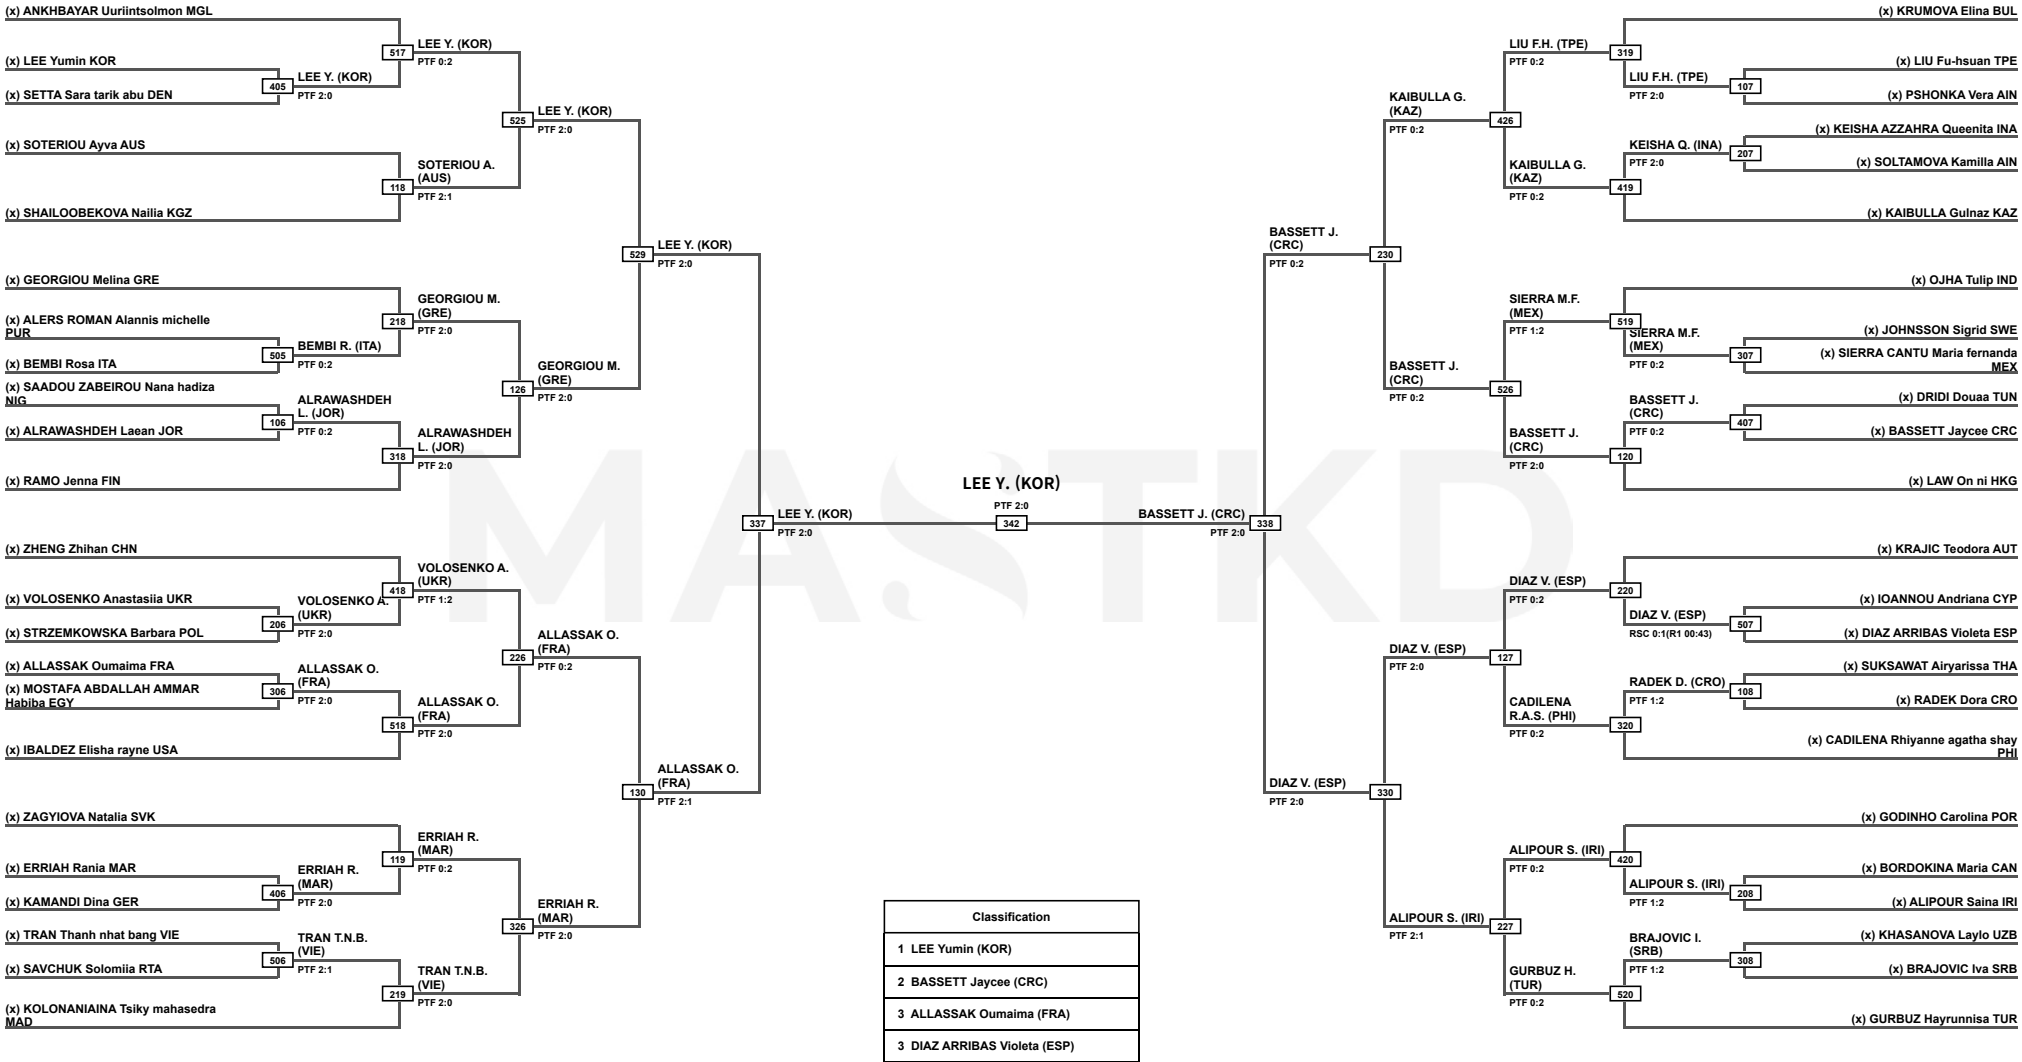 (x) ANKHBAYAR Uuriintsolmon MGL
517
LEE Y. (KOR)
PTF 0:2
(x) LEE Yumin KOR
405
LEE Y. (KOR)
PTF 2:0
(x) SETTA Sara tarik abu DEN
525
LEE Y. (KOR)
PTF 2:0
(x) SOTERIOU Ayva AUS
118
SOTERIOU A.
(AUS)
PTF 2:1
(x) SHAILOOBEKOVA Nailia KGZ
529
LEE Y. (KOR)
PTF 2:0
(x) GEORGIOU Melina GRE
218
GEORGIOU M.
(GRE)
PTF 2:0
(x) ALERS ROMAN Alannis michelle
PUR
505
BEMBI R. (ITA)
PTF 0:2
(x) BEMBI Rosa ITA
126
GEORGIOU M.
(GRE)
PTF 2:0
(x) SAADOU ZABEIROU Nana hadiza
NIG
106
ALRAWASHDEH
L. (JOR)
PTF 0:2
(x) ALRAWASHDEH Laean JOR
318
ALRAWASHDEH
L. (JOR)
PTF 2:0
(x) RAMO Jenna FIN
337
LEE Y. (KOR)
PTF 2:0
(x) ZHENG Zhihan CHN
418
VOLOSENKO A.
(UKR)
PTF 1:2
(x) VOLOSENKO Anastasiia UKR
206
VOLOSENKO A.
(UKR)
PTF 2:0
(x) STRZEMKOWSKA Barbara POL
226
ALLASSAK O.
(FRA)
PTF 0:2
(x) ALLASSAK Oumaima FRA
306
ALLASSAK O.
(FRA)
PTF 2:0
(x) MOSTAFA ABDALLAH AMMAR
Habiba EGY
518
ALLASSAK O.
(FRA)
PTF 2:0
(x) IBALDEZ Elisha rayne USA
130
ALLASSAK O.
(FRA)
PTF 2:1
(x) ZAGYIOVA Natalia SVK
119
ERRIAH R.
(MAR)
PTF 0:2
(x) ERRIAH Rania MAR
406
ERRIAH R.
(MAR)
PTF 2:0
(x) KAMANDI Dina GER
326
ERRIAH R.
(MAR)
PTF 2:0
(x) TRAN Thanh nhat bang VIE
506
TRAN T.N.B.
(VIE)
PTF 2:1
(x) SAVCHUK Solomiia RTA
219
TRAN T.N.B.
(VIE)
PTF 2:0
(x) KOLONANIAINA Tsiky mahasedra
MAD
MASTKD
LEE Y. (KOR)
PTF 2:0
342
(x) KRUMOVA Elina BUL
LIU F.H. (TPE)
PTF 0:2
319
(x) LIU Fu-hsuan TPE
LIU F.H. (TPE)
PTF 2:0
107
(x) PSHONKA Vera AIN
KAIBULLA G.
(KAZ)
PTF 0:2
426
(x) KEISHA AZZAHRA Queenita INA
KEISHA Q. (INA)
PTF 2:0
207
(x) SOLTAMOVA Kamilla AIN
KAIBULLA G.
(KAZ)
PTF 0:2
419
(x) KAIBULLA Gulnaz KAZ
BASSETT J.
(CRC)
PTF 0:2
230
(x) OJHA Tulip IND
SIERRA M.F.
(MEX)
PTF 1:2
519
(x) JOHNSSON Sigrid SWE
SIERRA M.F.
(MEX)
PTF 0:2
307
(x) SIERRA CANTU Maria fernanda
MEX
BASSETT J.
(CRC)
PTF 0:2
526
(x) DRIDI Douaa TUN
BASSETT J.
(CRC)
PTF 0:2
407
(x) BASSETT Jaycee CRC
BASSETT J.
(CRC)
PTF 2:0
120
(x) LAW On ni HKG
BASSETT J. (CRC)
PTF 2:0
338
(x) KRAJIC Teodora AUT
DIAZ V. (ESP)
PTF 0:2
220
(x) IOANNOU Andriana CYP
DIAZ V. (ESP)
RSC 0:1(R1 00:43)
507
(x) DIAZ ARRIBAS Violeta ESP
DIAZ V. (ESP)
PTF 2:0
127
(x) SUKSAWAT Airyarissa THA
RADEK D. (CRO)
PTF 1:2
108
(x) RADEK Dora CRO
CADILENA
R.A.S. (PHI)
PTF 0:2
320
(x) CADILENA Rhiyanne agatha shay
PHI
DIAZ V. (ESP)
PTF 2:0
330
(x) GODINHO Carolina POR
ALIPOUR S. (IRI)
PTF 0:2
420
(x) BORDOKINA Maria CAN
ALIPOUR S. (IRI)
PTF 1:2
208
(x) ALIPOUR Saina IRI
ALIPOUR S. (IRI)
PTF 2:1
227
(x) KHASANOVA Laylo UZB
BRAJOVIC I.
(SRB)
PTF 1:2
308
(x) BRAJOVIC Iva SRB
GURBUZ H.
(TUR)
PTF 0:2
520
(x) GURBUZ Hayrunnisa TUR
Classification
1 LEE Yumin (KOR)
2 BASSETT Jaycee (CRC)
3 ALLASSAK Oumaima (FRA)
3 DIAZ ARRIBAS Violeta (ESP)